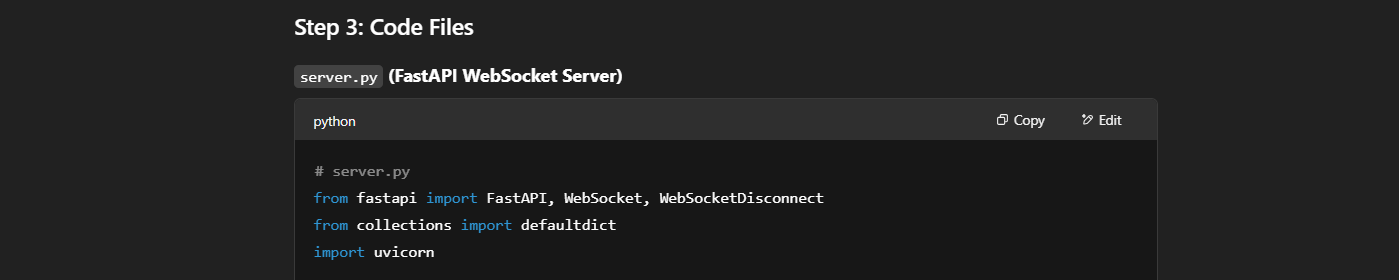 Step 3: Code Files
server.py (FastAPI WebSocket Server)
python Copy Edit
# server.py
from fastapi import FastAPI, WebSocket, WebSocketDisconnect
from collections import defaultdict
import uvicorn